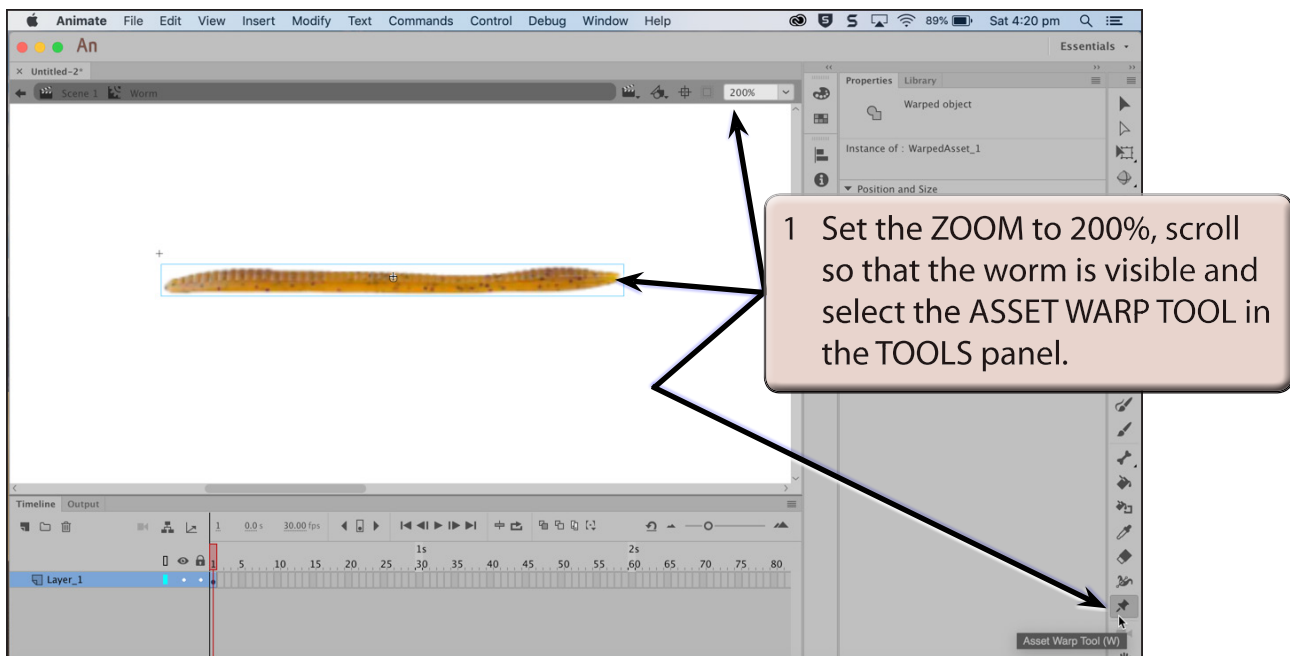 Animate File Edit View Insert Modify Text Commands Control Debug Window Help 89% Sat 4:20 pm
An Essentials
× Untitled-2*
Properties Library
Scene 1 Worm 200%
Warped object
Instance of : WarpedAsset_1
Position and Size
1 Set the ZOOM to 200%, scroll
so that the worm is visible and
select the ASSET WARP TOOL in
the TOOLS panel.
Timeline Output
1 0.0 s 30.00 fps
1s 2s
1 5 10 15 20 25 30 35 40 45 50 55 60 65 70 75 80
Layer_1
Asset Warp Tool (W)